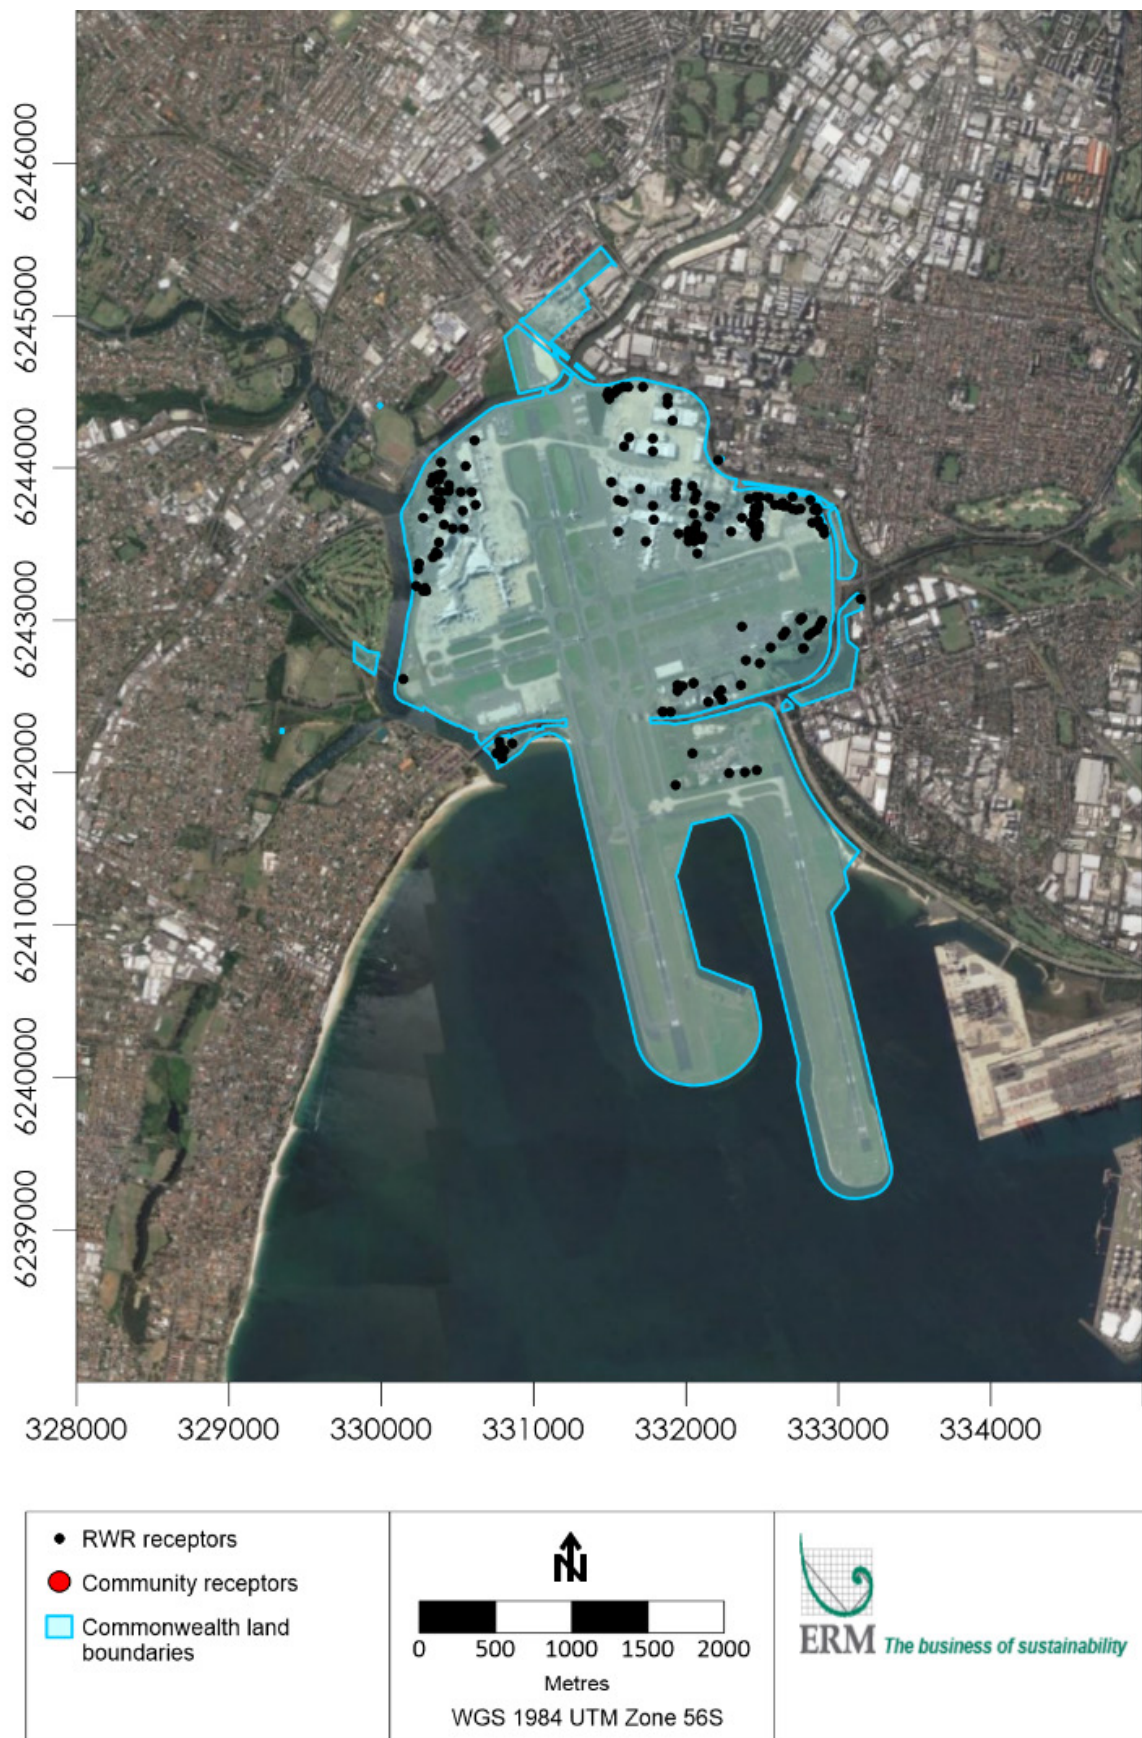 6246000
6245000
6244000
6243000
6242000
6241000
6240000
6239000
328000 329000 330000 331000 332000 333000 334000
RWR receptors
Community receptors
Commonwealth land
boundaries
N
0 500 1000 1500 2000
Metres
WGS 1984 UTM Zone 56S
ERM The business of sustainability